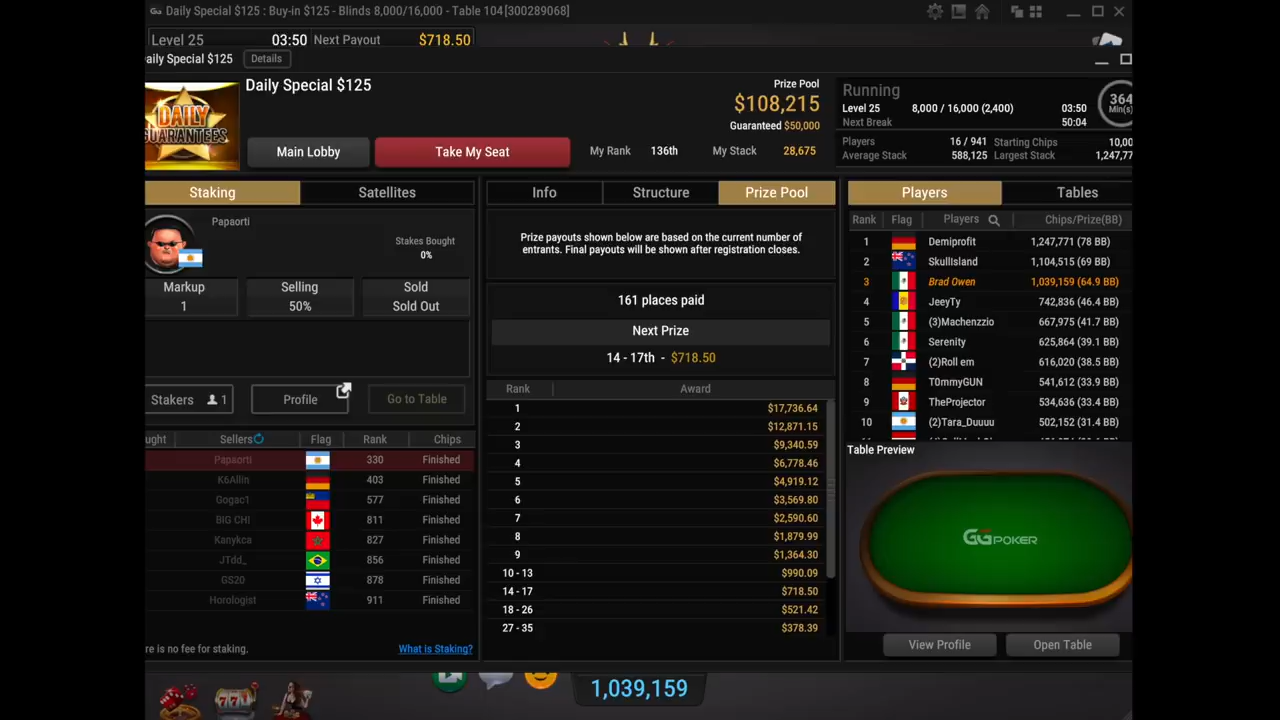 Daily Special $125 : Buy-in $125 - Blinds 8,000/16,000 - Table 104[300289068]
Level 25 03:50 Next Payout $718.50
aily Special $125 Details
DAILY
GUARANTEES
Daily Special $125
Main Lobby Take My Seat
Prize Pool
$108,215
Guaranteed $50,000
My Rank 136th My Stack 28,675
Running
Level 25 8,000 / 16,000 (2,400) 03:50
Next Break 50:04
364
Min(s)
Players 16 / 941 Starting Chips 10,00
Average Stack 588,125 Largest Stack 1,247,77
Staking Satellites
Papaorti
Stakes Bought
0%
Markup Selling Sold
1 50% Sold Out
Stakers 1 Profile Go to Table
ught Sellers Flag Rank Chips
Papaorti 330 Finished
K6Allin 403 Finished
Gogac1 577 Finished
BIG CHI 811 Finished
Kanykca 827 Finished
JTdd_ 856 Finished
GS20 878 Finished
Horologist 911 Finished
re is no fee for staking. What is Staking?
Info Structure Prize Pool
Prize payouts shown below are based on the current number of
entrants. Final payouts will be shown after registration closes.
161 places paid
Next Prize
14 - 17th - $718.50
Rank Award
1 $17,736.64
2 $12,871.15
3 $9,340.59
4 $6,778.46
5 $4,919.12
6 $3,569.80
7 $2,590.60
8 $1,879.99
9 $1,364.30
10 - 13 $990.09
14 - 17 $718.50
18 - 26 $521.42
27 - 35 $378.39
Players Tables
Rank Flag Players Chips/Prize(BB)
1 Demiprofit 1,247,771 (78 BB)
2 SkullIsland 1,104,515 (69 BB)
3 Brad Owen 1,039,159 (64.9 BB)
4 JeeyTy 742,836 (46.4 BB)
5 (3)Machenzzio 667,975 (41.7 BB)
6 Serenity 625,864 (39.1 BB)
7 (2)Roll em 616,020 (38.5 BB)
8 T0mmyGUN 541,612 (33.9 BB)
9 TheProjector 534,636 (33.4 BB)
10 (2)Tara_Duuuu 502,152 (31.4 BB)
Table Preview
GGPOKER
View Profile Open Table
777
1,039,159